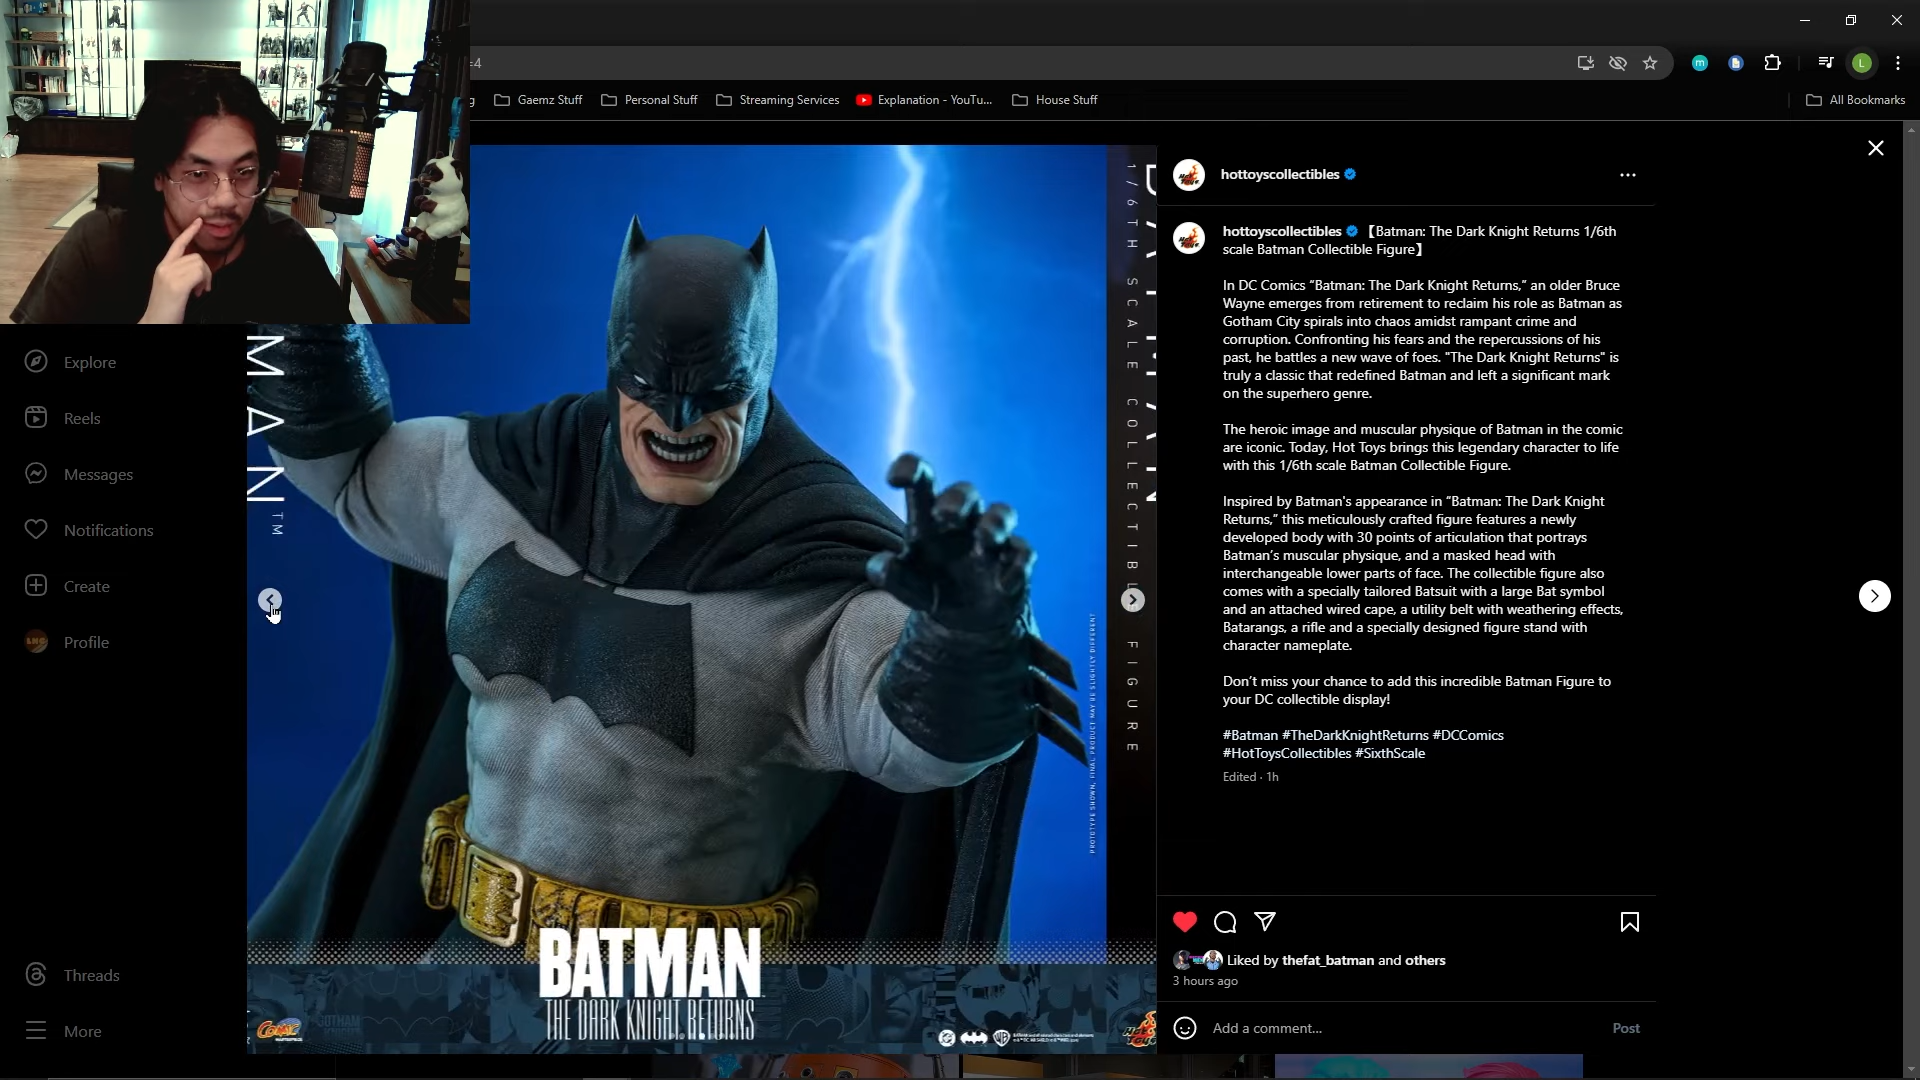 -4
Gaemz Stuff
Personal Stuff
Streaming Services
Explanation - YouTu...
House Stuff
All Bookmarks
L
m
Explore
Reels
Messages
Notifications
Create
Profile
Threads
More
MAN™
1/6TH SCALE COLLECTIBLE FIGURE
PROTOTYPE SHOWN, FINAL PRODUCT MAY BE SLIGHTLY DIFFERENT
BATMAN
THE DARK KNIGHT RETURNS
hottoyscollectibles
hottoyscollectibles 【Batman: The Dark Knight Returns 1/6th
scale Batman Collectible Figure】
In DC Comics “Batman: The Dark Knight Returns,” an older Bruce
Wayne emerges from retirement to reclaim his role as Batman as
Gotham City spirals into chaos amidst rampant crime and
corruption. Confronting his fears and the repercussions of his
past, he battles a new wave of foes. "The Dark Knight Returns" is
truly a classic that redefined Batman and left a significant mark
on the superhero genre.
The heroic image and muscular physique of Batman in the comic
are iconic. Today, Hot Toys brings this legendary character to life
with this 1/6th scale Batman Collectible Figure.
Inspired by Batman's appearance in “Batman: The Dark Knight
Returns,” this meticulously crafted figure features a newly
developed body with 30 points of articulation that portrays
Batman’s muscular physique, and a masked head with
interchangeable lower parts of face. The collectible figure also
comes with a specially tailored Batsuit with a large Bat symbol
and an attached wired cape, a utility belt with weathering effects,
Batarangs, a rifle and a specially designed figure stand with
character nameplate.
Don’t miss your chance to add this incredible Batman Figure to
your DC collectible display!
#Batman #TheDarkKnightReturns #DCComics
#HotToysCollectibles #SixthScale
Edited · 1h
Liked by thefat_batman and others
3 hours ago
Add a comment...
Post